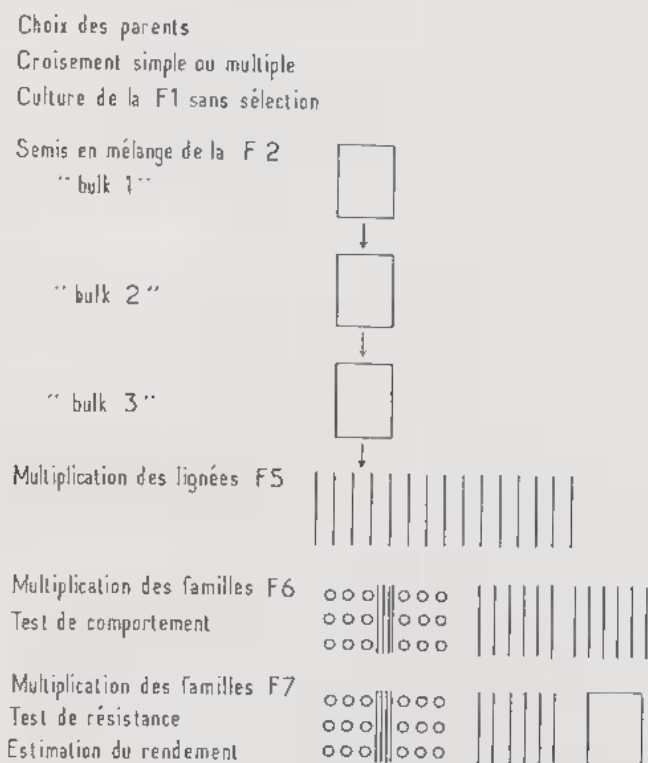 Choix des parents
Croisement simple ou multiple
Culture de la F1 sans sélection
Semis en mélange de la F 2
"bulk 1"
"bulk 2"
"bulk 3"
Multiplication des lignées F5
Multiplication des familles F6
Test de comportement
Multiplication des familles F7
Test de résistance
Estimation du rendement